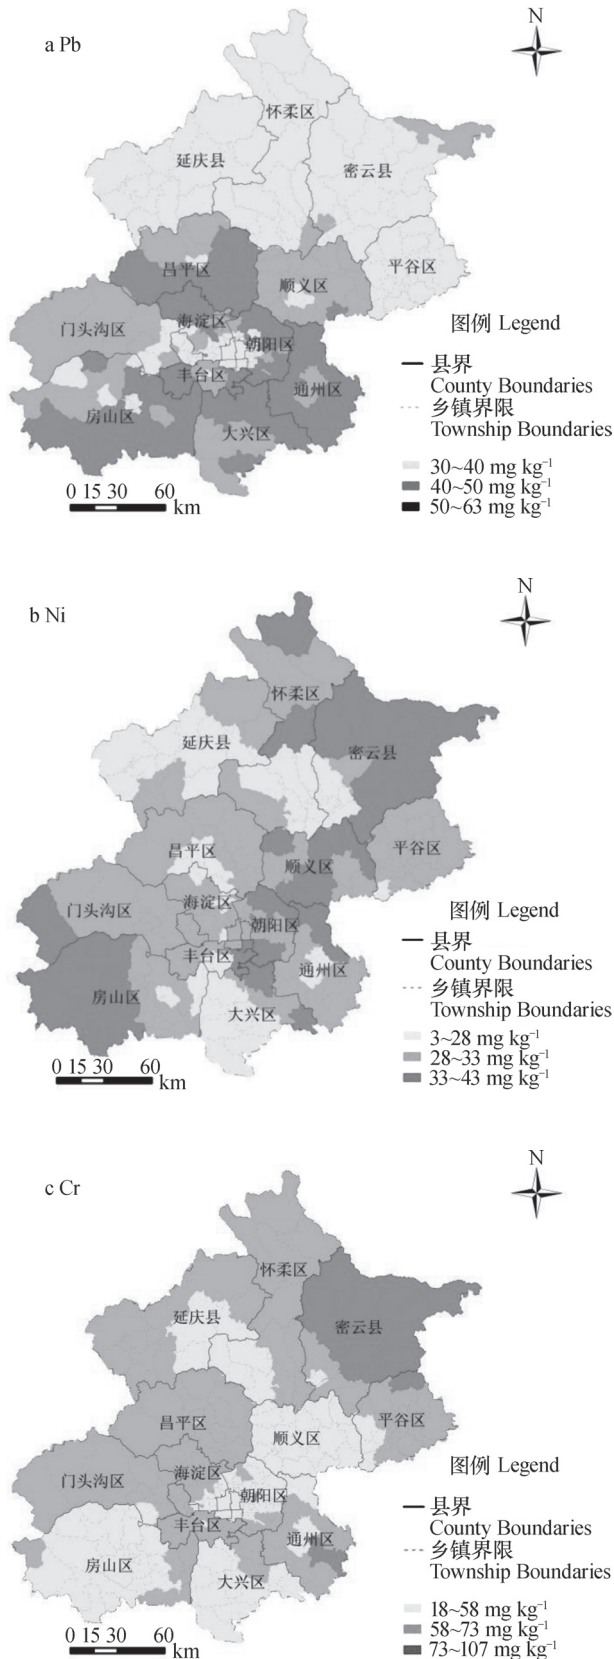 a Pb
N
怀柔区
延庆县
密云县
昌平区
顺义区
平谷区
门头沟区
海淀区
朝阳区
丰台区
通州区
房山区
大兴区
图例 Legend
县界
County Boundaries
乡镇界限
Township Boundaries
30~40 mg kg⁻¹
40~50 mg kg⁻¹
50~63 mg kg⁻¹
0 15 30 60
km
b Ni
N
怀柔区
延庆县
密云县
昌平区
顺义区
平谷区
门头沟区
海淀区
朝阳区
丰台区
通州区
房山区
大兴区
图例 Legend
县界
County Boundaries
乡镇界限
Township Boundaries
3~28 mg kg⁻¹
28~33 mg kg⁻¹
33~43 mg kg⁻¹
0 15 30 60
km
c Cr
N
怀柔区
延庆县
密云县
昌平区
顺义区
平谷区
门头沟区
海淀区
朝阳区
丰台区
通州区
房山区
大兴区
图例 Legend
县界
County Boundaries
乡镇界限
Township Boundaries
18~58 mg kg⁻¹
58~73 mg kg⁻¹
73~107 mg kg⁻¹
0 15 30 60
km